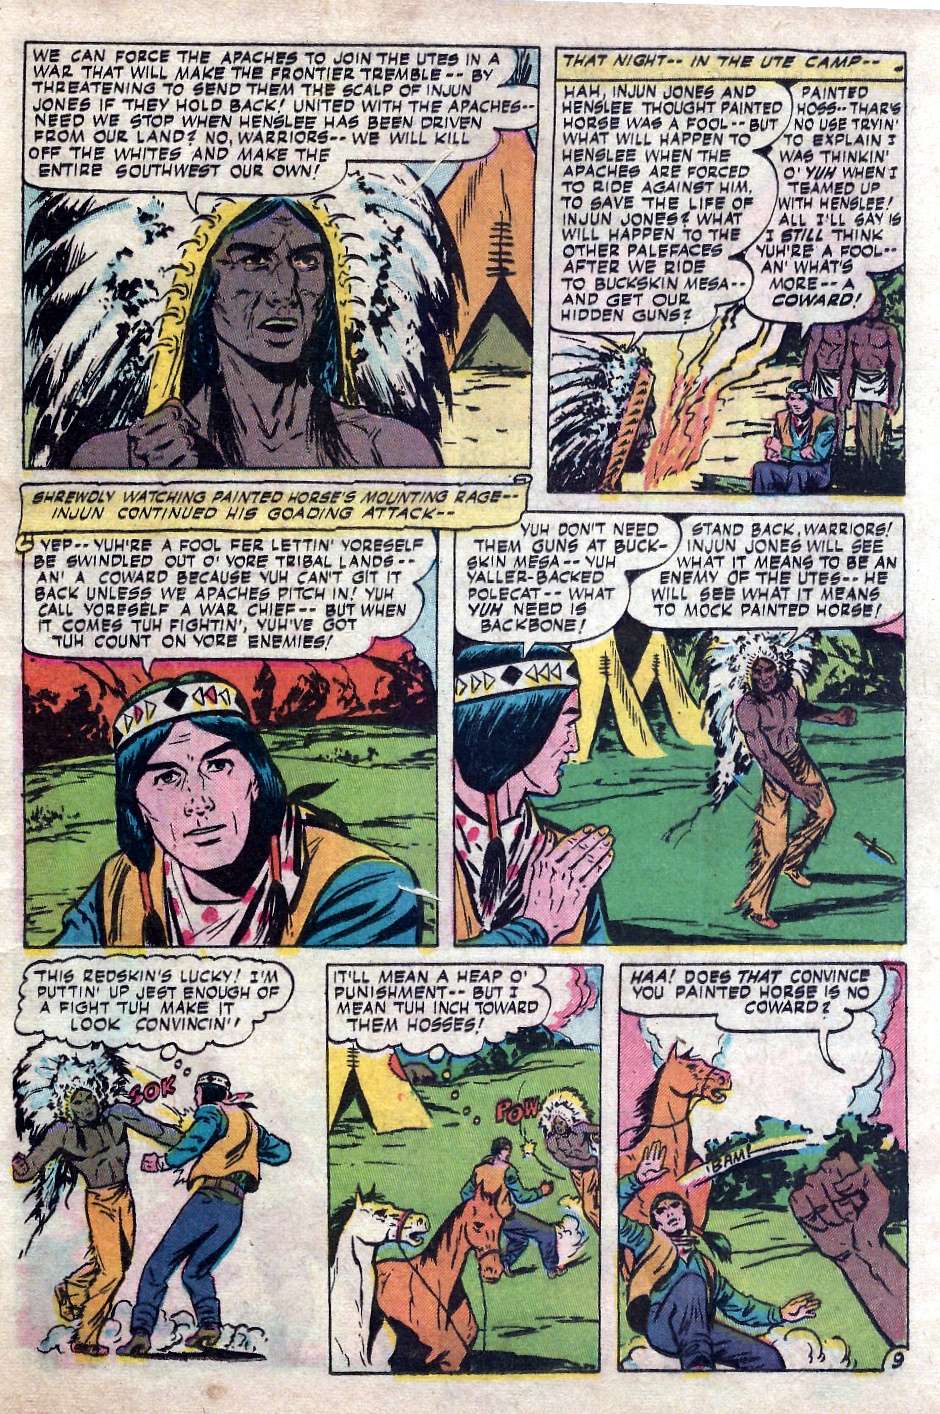 WE CAN FORCE THE APACHES TO JOIN THE UTES IN A
WAR THAT WILL MAKE THE FRONTIER TREMBLE-- BY
THREATENING TO SEND THEM THE SCALP OF INJUN
JONES IF THEY HOLD BACK! UNITED WITH THE APACHES--
NEED WE STOP WHEN HENSLEE HAS BEEN DRIVEN
FROM OUR LAND? NO, WARRIORS-- WE WILL KILL
OFF THE WHITES AND MAKE THE
ENTIRE SOUTHWEST OUR OWN!
THAT NIGHT-- IN THE UTE CAMP--
HAH, INJUN JONES AND
HENSLEE THOUGHT PAINTED
HORSE WAS A FOOL-- BUT
WHAT WILL HAPPEN TO
HENSLEE WHEN THE
APACHES ARE FORCED
TO RIDE AGAINST HIM,
TO SAVE THE LIFE OF
INJUN JONES? WHAT
WILL HAPPEN TO THE
OTHER PALEFACES
AFTER WE RIDE
TO BUCKSKIN MESA--
AND GET OUR
HIDDEN GUNS?
PAINTED
HOSS-- THAR'S
NO USE TRYIN'
TO EXPLAIN I
WAS THINKIN'
O' YUH WHEN I
TEAMED UP
WITH HENSLEE!
ALL I'LL SAY IS
I STILL THINK
YUH'RE A FOOL--
AN' WHAT'S
MORE-- A
COWARD!
SHREWDLY WATCHING PAINTED HORSE'S MOUNTING RAGE--
INJUN CONTINUED HIS GOADING ATTACK--
YEP-- YUH'RE A FOOL FER LETTIN' YORESELF
BE SWINDLED OUT O' YORE TRIBAL LANDS--
AN' A COWARD BECAUSE YUH CAN'T GIT IT
BACK UNLESS WE APACHES PITCH IN! YUH
CALL YORESELF A WAR CHIEF-- BUT WHEN
IT COMES TUH FIGHTIN', YUH'VE GOT
TUH COUNT ON YORE ENEMIES!
YUH DON'T NEED
THEM GUNS AT BUCK-
SKIN MESA-- YUH
YALLER-BACKED
POLECAT-- WHAT
YUH NEED IS
BACKBONE!
STAND BACK, WARRIORS!
INJUN JONES WILL SEE
WHAT IT MEANS TO BE AN
ENEMY OF THE UTES-- HE
WILL SEE WHAT IT MEANS
TO MOCK PAINTED HORSE!
THIS REDSKIN'S LUCKY! I'M
PUTTIN' UP JEST ENOUGH OF
A FIGHT TUH MAKE IT
LOOK CONVINCIN'!
SOK
IT'LL MEAN A HEAP O'
PUNISHMENT-- BUT I
MEAN TUH INCH TOWARD
THEM HOSSES!
POW
HAA! DOES THAT CONVINCE
YOU PAINTED HORSE IS NO
COWARD?
BAM!
9